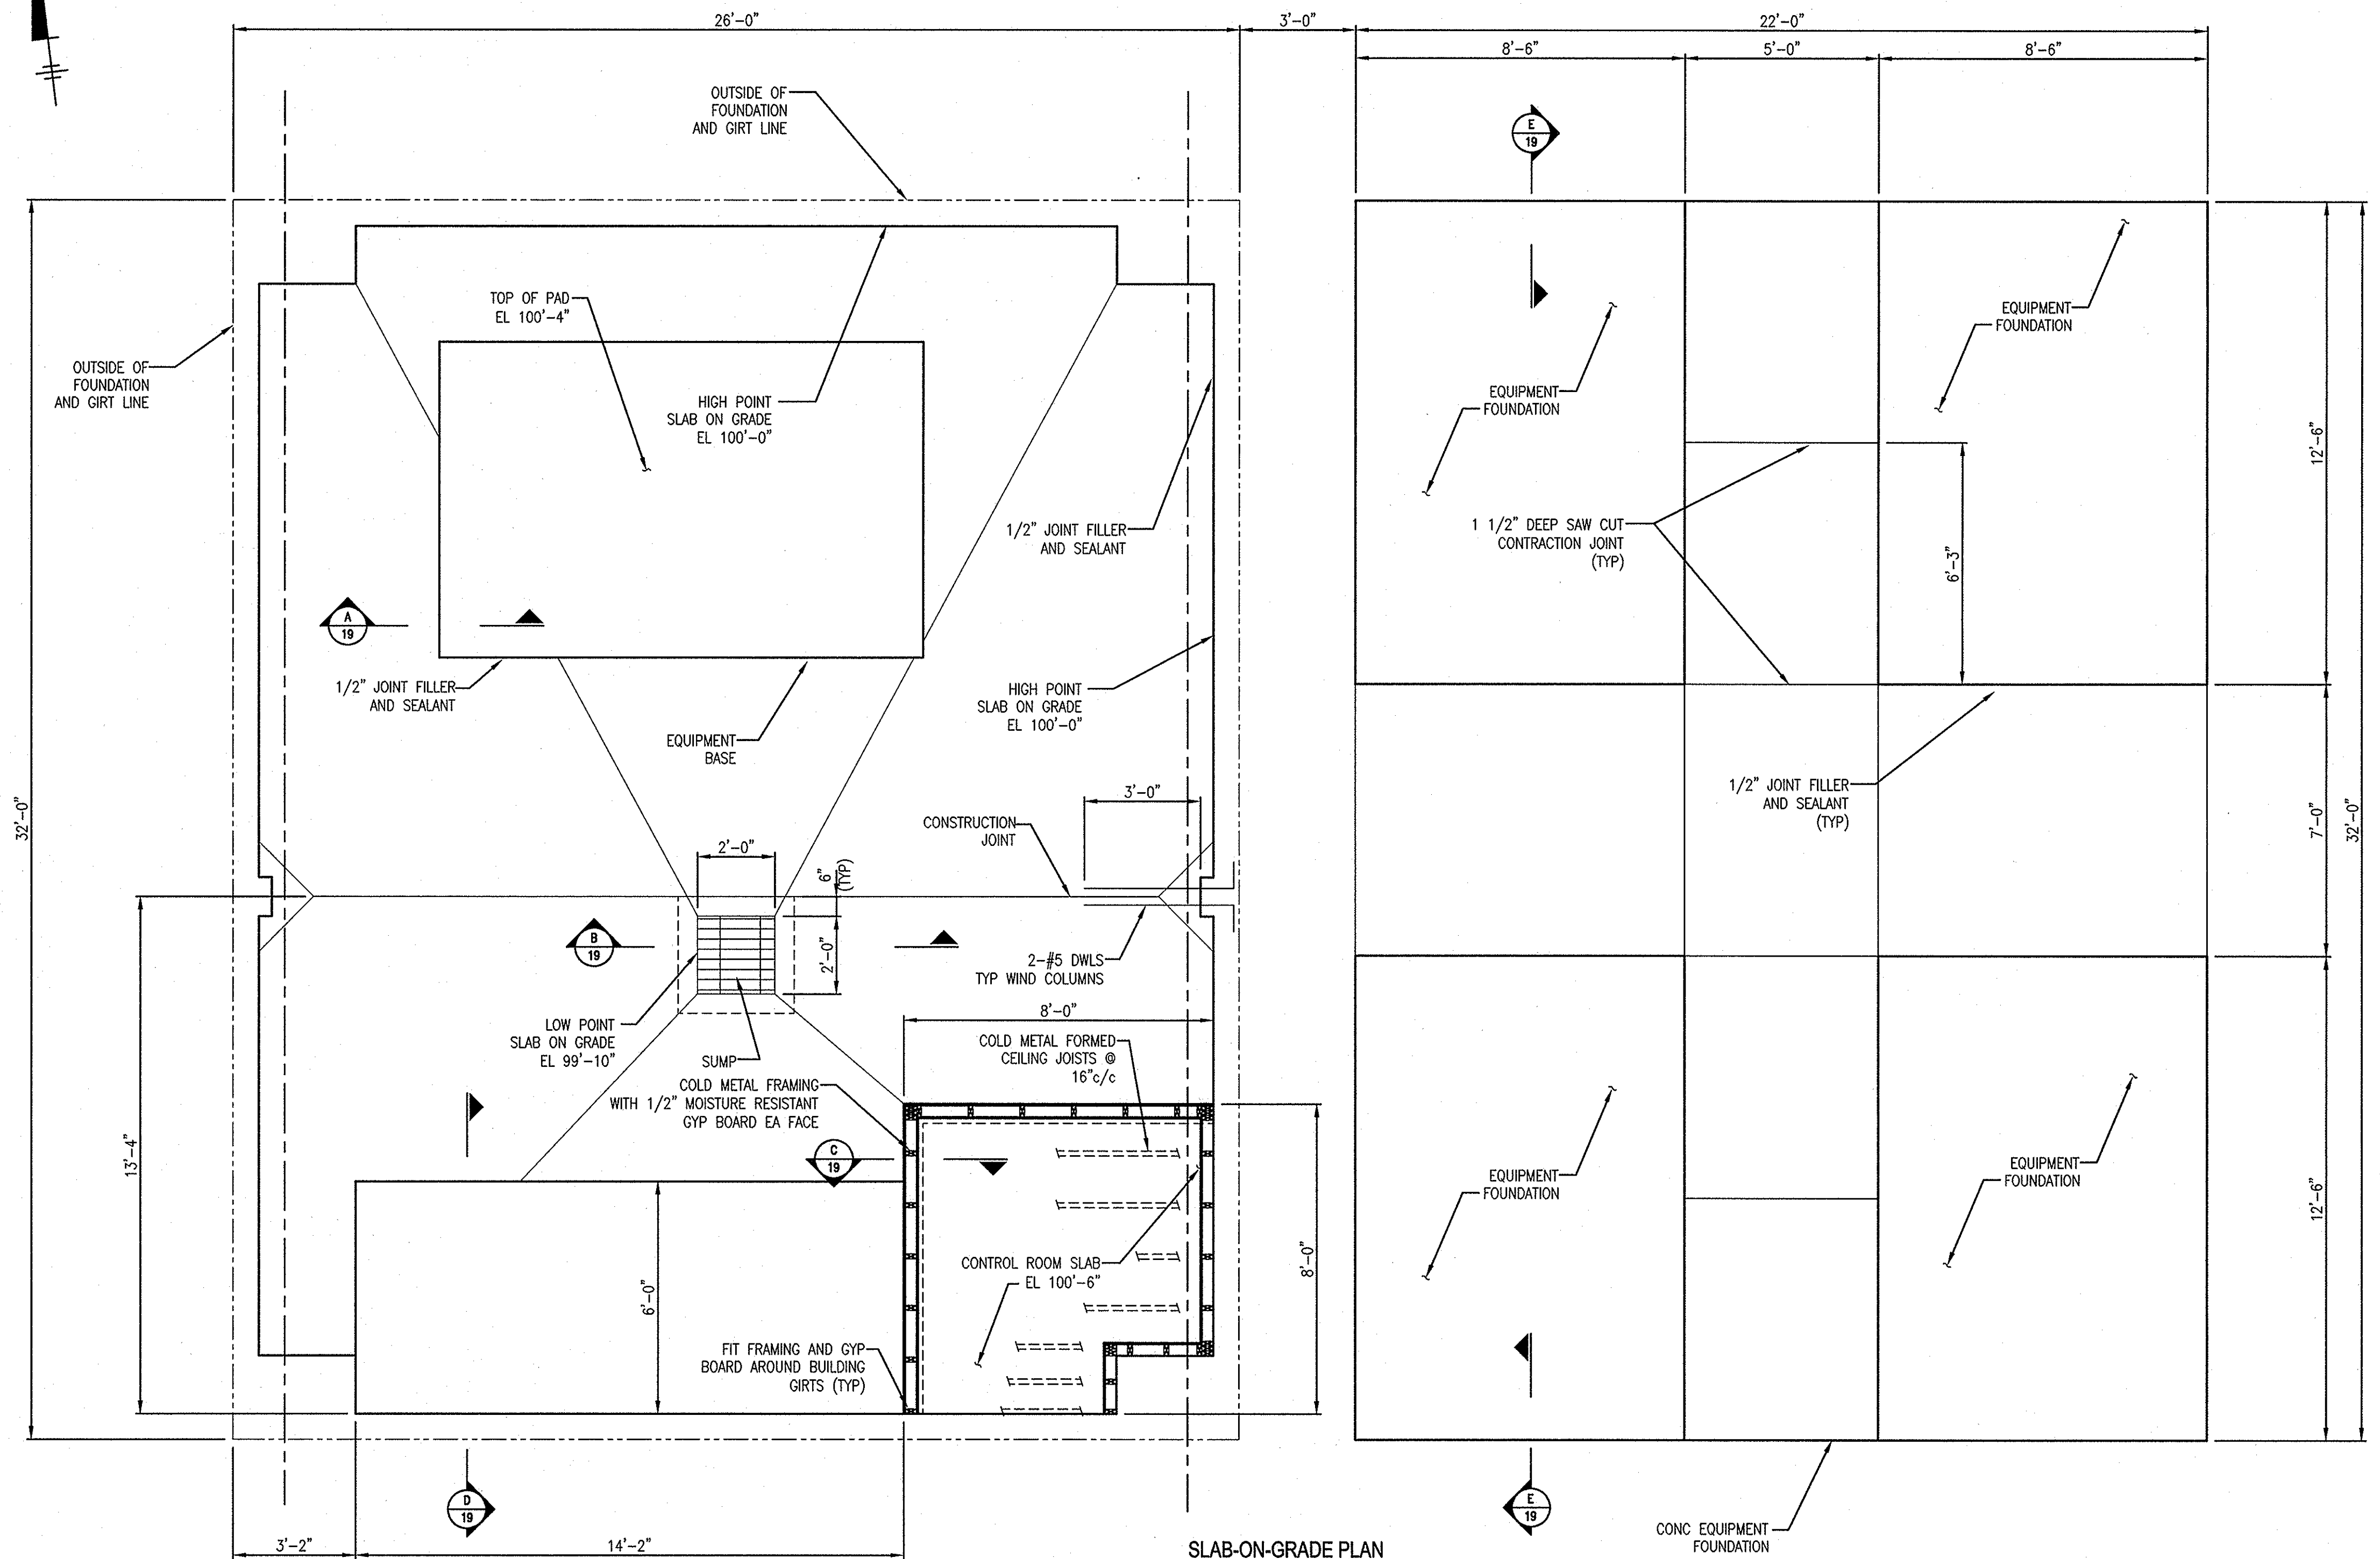 26'-0"
3'-0"
22'-0"
8'-6"
5'-0"
8'-6"
OUTSIDE OF
FOUNDATION
AND GIRT LINE
E
19
TOP OF PAD
EL 100'-4"
EQUIPMENT
FOUNDATION
OUTSIDE OF
FOUNDATION
AND GIRT LINE
HIGH POINT
SLAB ON GRADE
EL 100'-0"
EQUIPMENT
FOUNDATION
12'-6"
1/2" JOINT FILLER
AND SEALANT
1 1/2" DEEP SAW CUT
CONTRACTION JOINT
(TYP)
6'-3"
A
19
1/2" JOINT FILLER
AND SEALANT
HIGH POINT
SLAB ON GRADE
EL 100'-0"
EQUIPMENT
BASE
1/2" JOINT FILLER
AND SEALANT
(TYP)
3'-0"
32'-0"
7'-0"
32'-0"
CONSTRUCTION
JOINT
2'-0"
6"
(TYP)
B
19
2'-0"
2-#5 DWLS
TYP WIND COLUMNS
8'-0"
LOW POINT
SLAB ON GRADE
EL 99'-10"
SUMP
COLD METAL FORMED
CEILING JOISTS @
16"c/c
COLD METAL FRAMING
WITH 1/2" MOISTURE RESISTANT
GYP BOARD EA FACE
13'-4"
C
19
EQUIPMENT
FOUNDATION
EQUIPMENT
FOUNDATION
12'-6"
CONTROL ROOM SLAB
EL 100'-6"
8'-0"
6'-0"
FIT FRAMING AND GYP
BOARD AROUND BUILDING
GIRTS (TYP)
D
19
E
19
CONC EQUIPMENT
FOUNDATION
3'-2"
14'-2"
SLAB-ON-GRADE PLAN